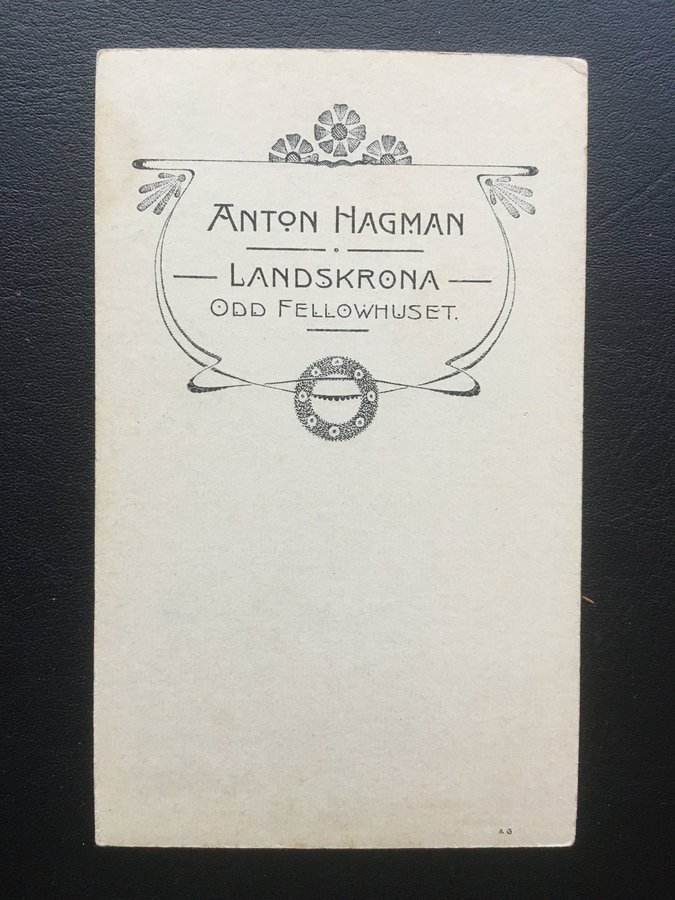 ANTON HAGMAN
LANDSKRONA
ODD FELLOWHUSET.
A.G